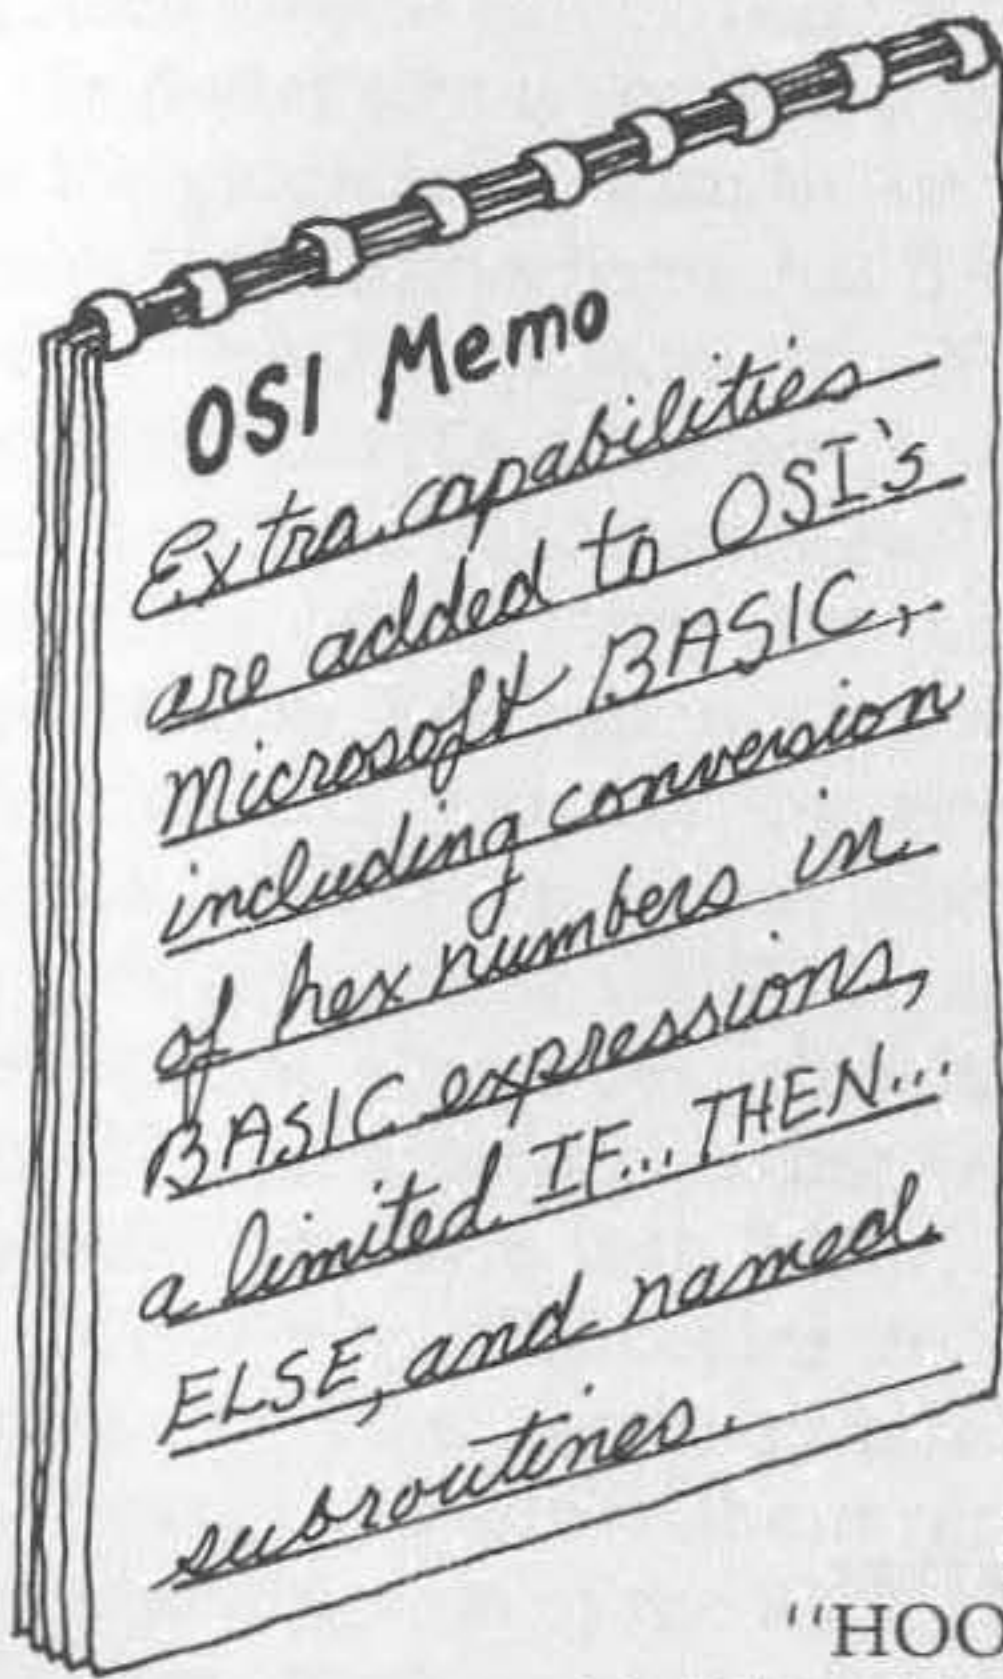 OSI Memo
Extra capabilities
are added to OSI's
Microsoft BASIC,
including conversion
of hex numbers in
BASIC expressions,
a limited IF... THEN...
ELSE, and named
subroutines.
"HOO